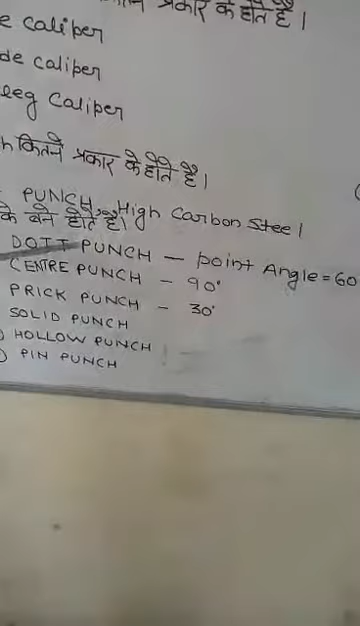 प्रकार के होते हैं।
e caliper
de caliper
leeg Caliper
h कितने प्रकार के होते हैं।
PUNCH, High Carbon Steel
के बने होते हैं।
DOTT PUNCH – point Angle = 60
CENTRE PUNCH – 90°
PRICK PUNCH – 30°
SOLID PUNCH
HOLLOW PUNCH
PIN PUNCH